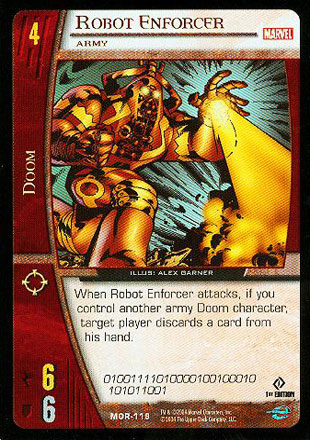 4
ROBOT ENFORCER
ARMY
MARVEL
DOOM
ILLUS: ALEX GARNER
When Robot Enforcer attacks, if you
control another army Doom character,
target player discards a card from
his hand.
01001111010000100100010
101011001
6
6
MOR-118
1ST EDITION